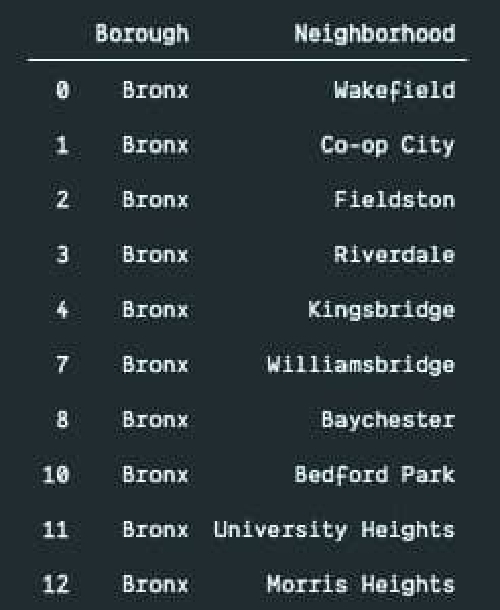 Borough Neighborhood
0 Bronx Wakefield
1 Bronx Co-op City
2 Bronx Fieldston
3 Bronx Riverdale
4 Bronx Kingsbridge
7 Bronx Williamsbridge
8 Bronx Baychester
10 Bronx Bedford Park
11 Bronx University Heights
12 Bronx Morris Heights